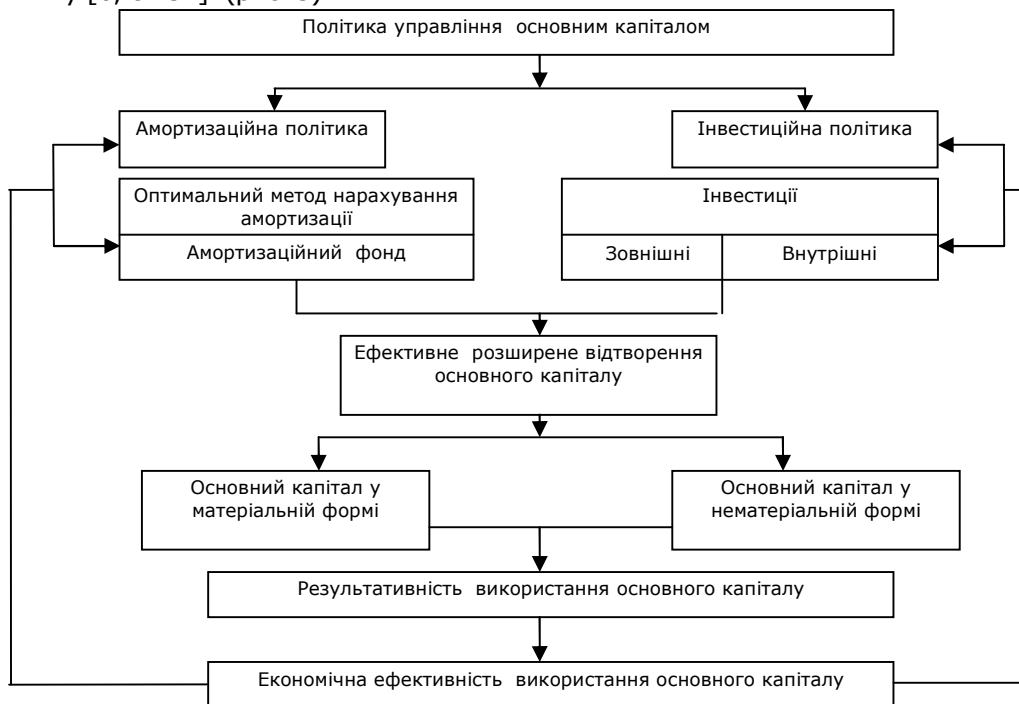 Політика управління основним капіталом
Амортизаційна політика
Інвестиційна політика
Оптимальний метод нарахування
амортизації
Інвестиції
Амортизаційний фонд
Зовнішні
Внутрішні
Ефективне розширене відтворення
основного капіталу
Основний капітал у
матеріальній формі
Основний капітал у
нематеріальній формі
Результативність використання основного капіталу
Економічна ефективність використання основного капіталу